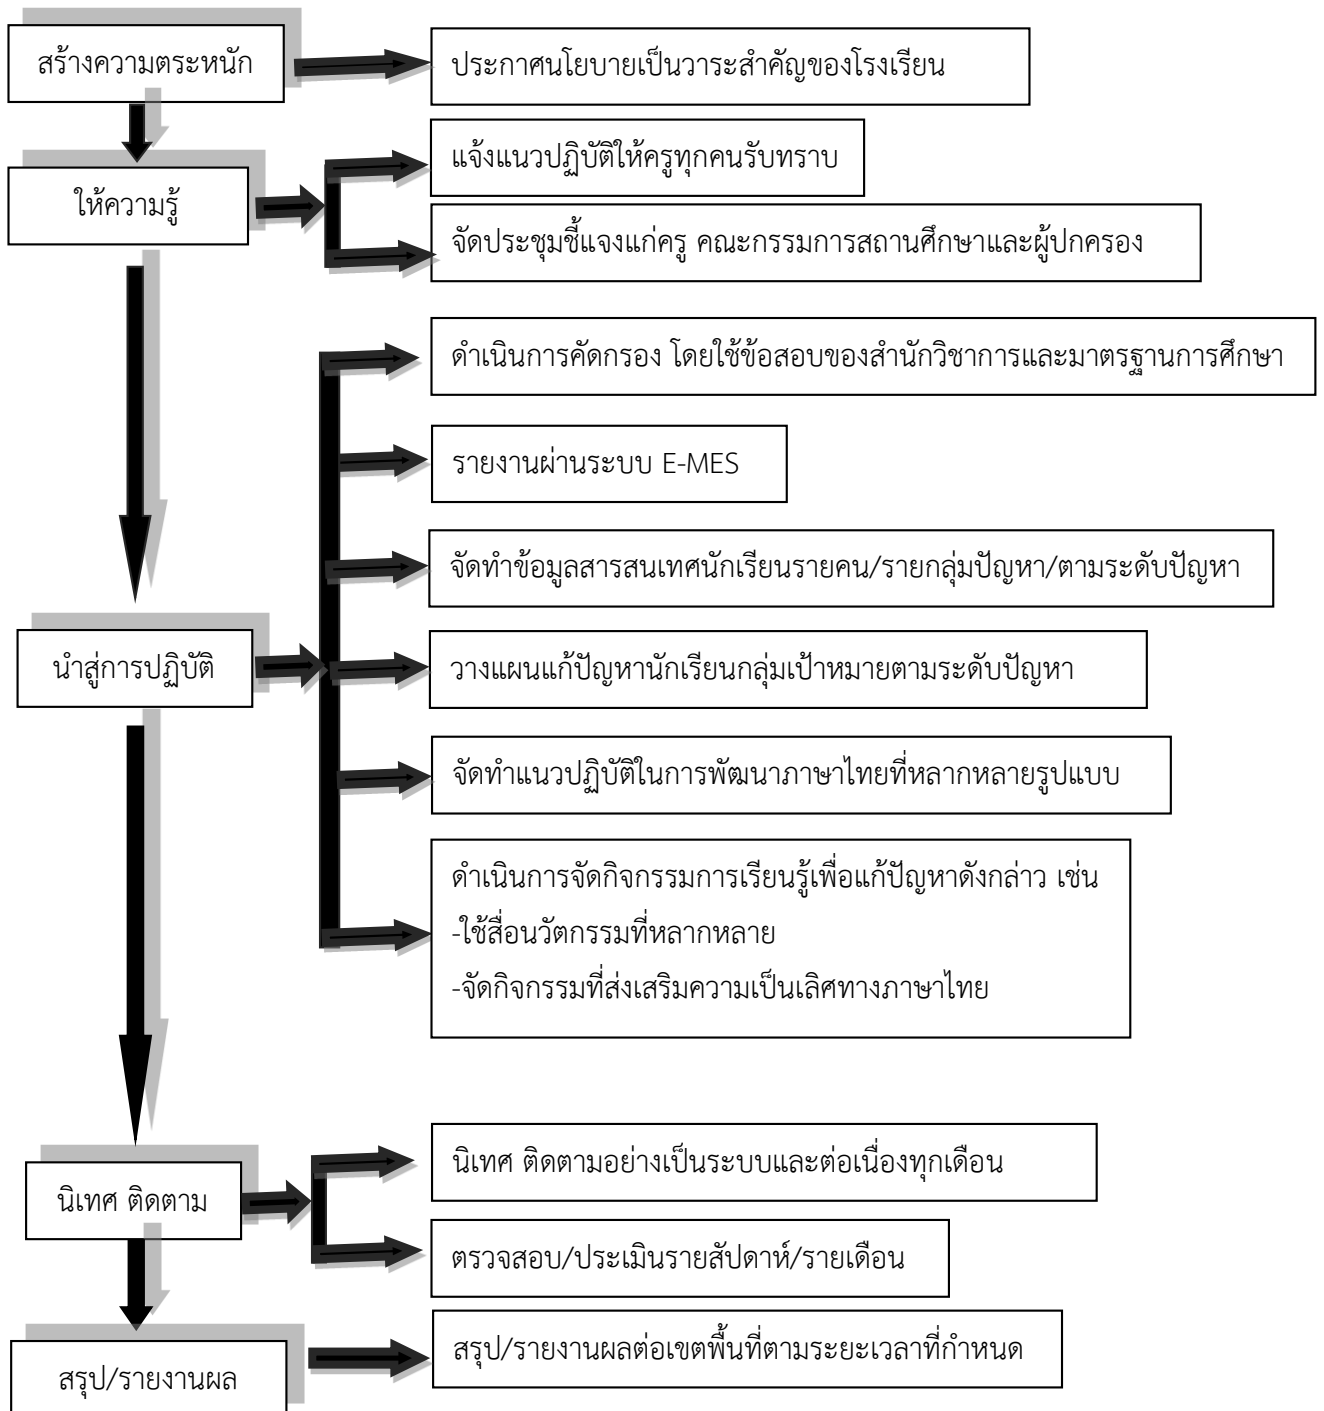 สร้างความตระหนัก
ประกาศนโยบายเป็นวาระสำคัญของโรงเรียน
ให้ความรู้
แจ้งแนวปฏิบัติให้ครูทุกคนรับทราบ
จัดประชุมชี้แจงแก่ครู คณะกรรมการสถานศึกษาและผู้ปกครอง
นำสู่การปฏิบัติ
ดำเนินการคัดกรอง โดยใช้ข้อสอบของสำนักวิชาการและมาตรฐานการศึกษา
รายงานผ่านระบบ E-MES
จัดทำข้อมูลสารสนเทศนักเรียนรายคน/รายกลุ่มปัญหา/ตามระดับปัญหา
วางแผนแก้ปัญหานักเรียนกลุ่มเป้าหมายตามระดับปัญหา
จัดทำแนวปฏิบัติในการพัฒนาภาษาไทยที่หลากหลายรูปแบบ
ดำเนินการจัดกิจกรรมการเรียนรู้เพื่อแก้ปัญหาดังกล่าว เช่น
-ใช้สื่อนวัตกรรมที่หลากหลาย
-จัดกิจกรรมที่ส่งเสริมความเป็นเลิศทางภาษาไทย
นิเทศ ติดตาม
นิเทศ ติดตามอย่างเป็นระบบและต่อเนื่องทุกเดือน
ตรวจสอบ/ประเมินรายสัปดาห์/รายเดือน
สรุป/รายงานผล
สรุป/รายงานผลต่อเขตพื้นที่ตามระยะเวลาที่กำหนด